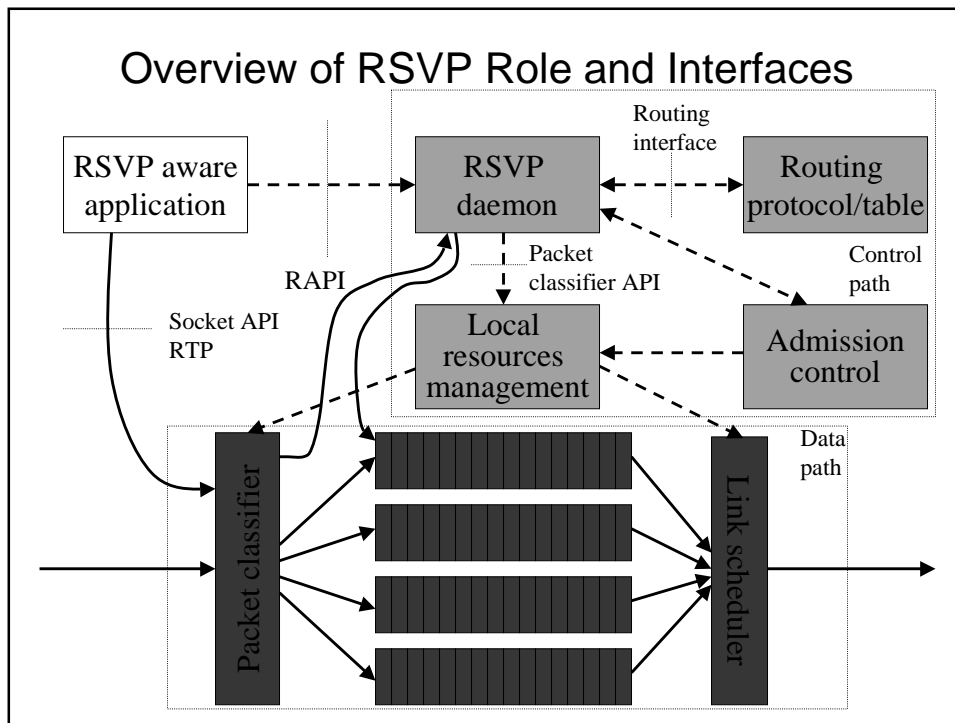 Overview of RSVP Role and Interfaces
RSVP aware
application
RSVP
daemon
Routing
interface
Routing
protocol/table
RAPI
Packet
classifier API
Control
path
Socket API
RTP
Local
resources
management
Admission
control
Data
path
Packet classifier
Link scheduler